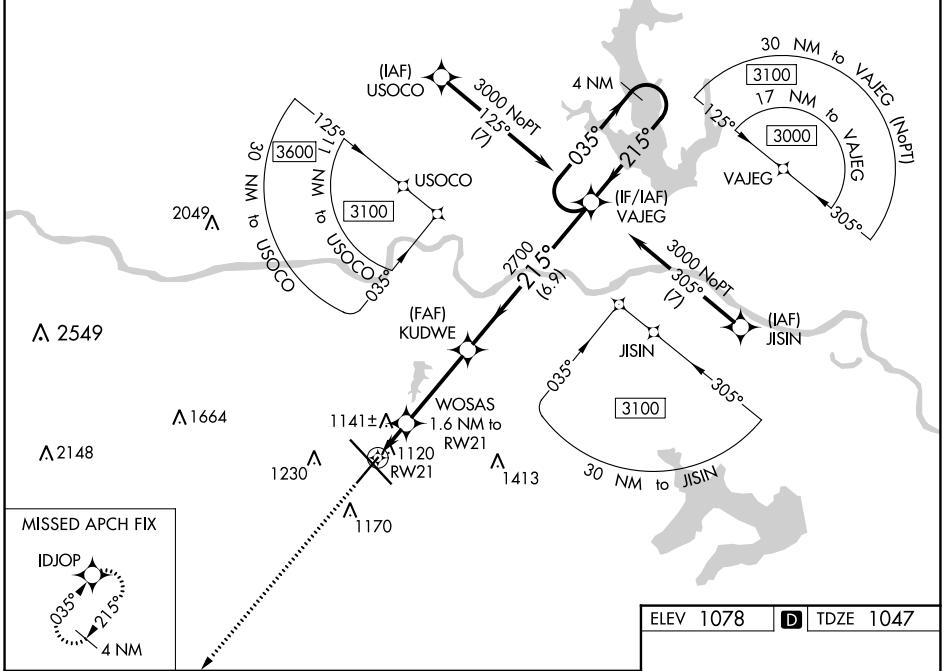 (IAF)
USOCO
3000 NoPT
125°
(7)
4 NM
035°
215°
30 NM to VAJEG (NoPT)
3100
17 NM to VAJEG
3000
125°
VAJEG
305°
125°
3600
30 NM to USOCO
11 NM to USOCO
3100
USOCO
035°
2049
(IF/IAF)
VAJEG
2700
215°
(6.9)
3000 NoPT
305°
(7)
(IAF)
JISIN
(FAF)
KUDWE
2549
JISIN
035°
305°
3100
30 NM to JISIN
1664
WOSAS
1.6 NM to
RW21
1141±
1120
RW21
2148
1230
1413
1170
MISSED APCH FIX
IDJOP
035°
215°
4 NM
ELEV 1078 D TDZE 1047